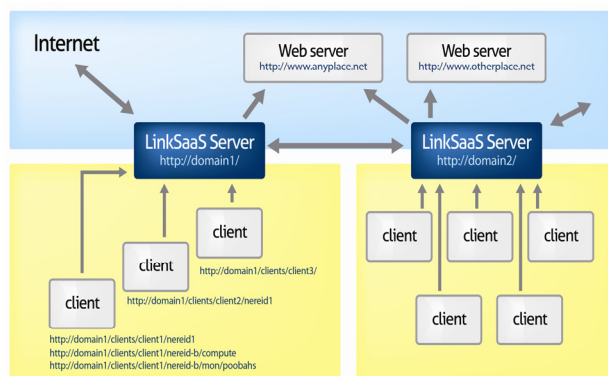 Internet
Web server
http://www.anyplace.net
Web server
http://www.otherplace.net
LinkSaaS Server
http://domain1/
LinkSaaS Server
http://domain2/
client
http://domain1/clients/client3/
client
http://domain1/clients/client2/nereid1
client
http://domain1/clients/client1/nereid1
http://domain1/clients/client1/nereid-b/compute
http://domain1/clients/client1/nereid-b/mon/poobahs
client
client
client
client
client